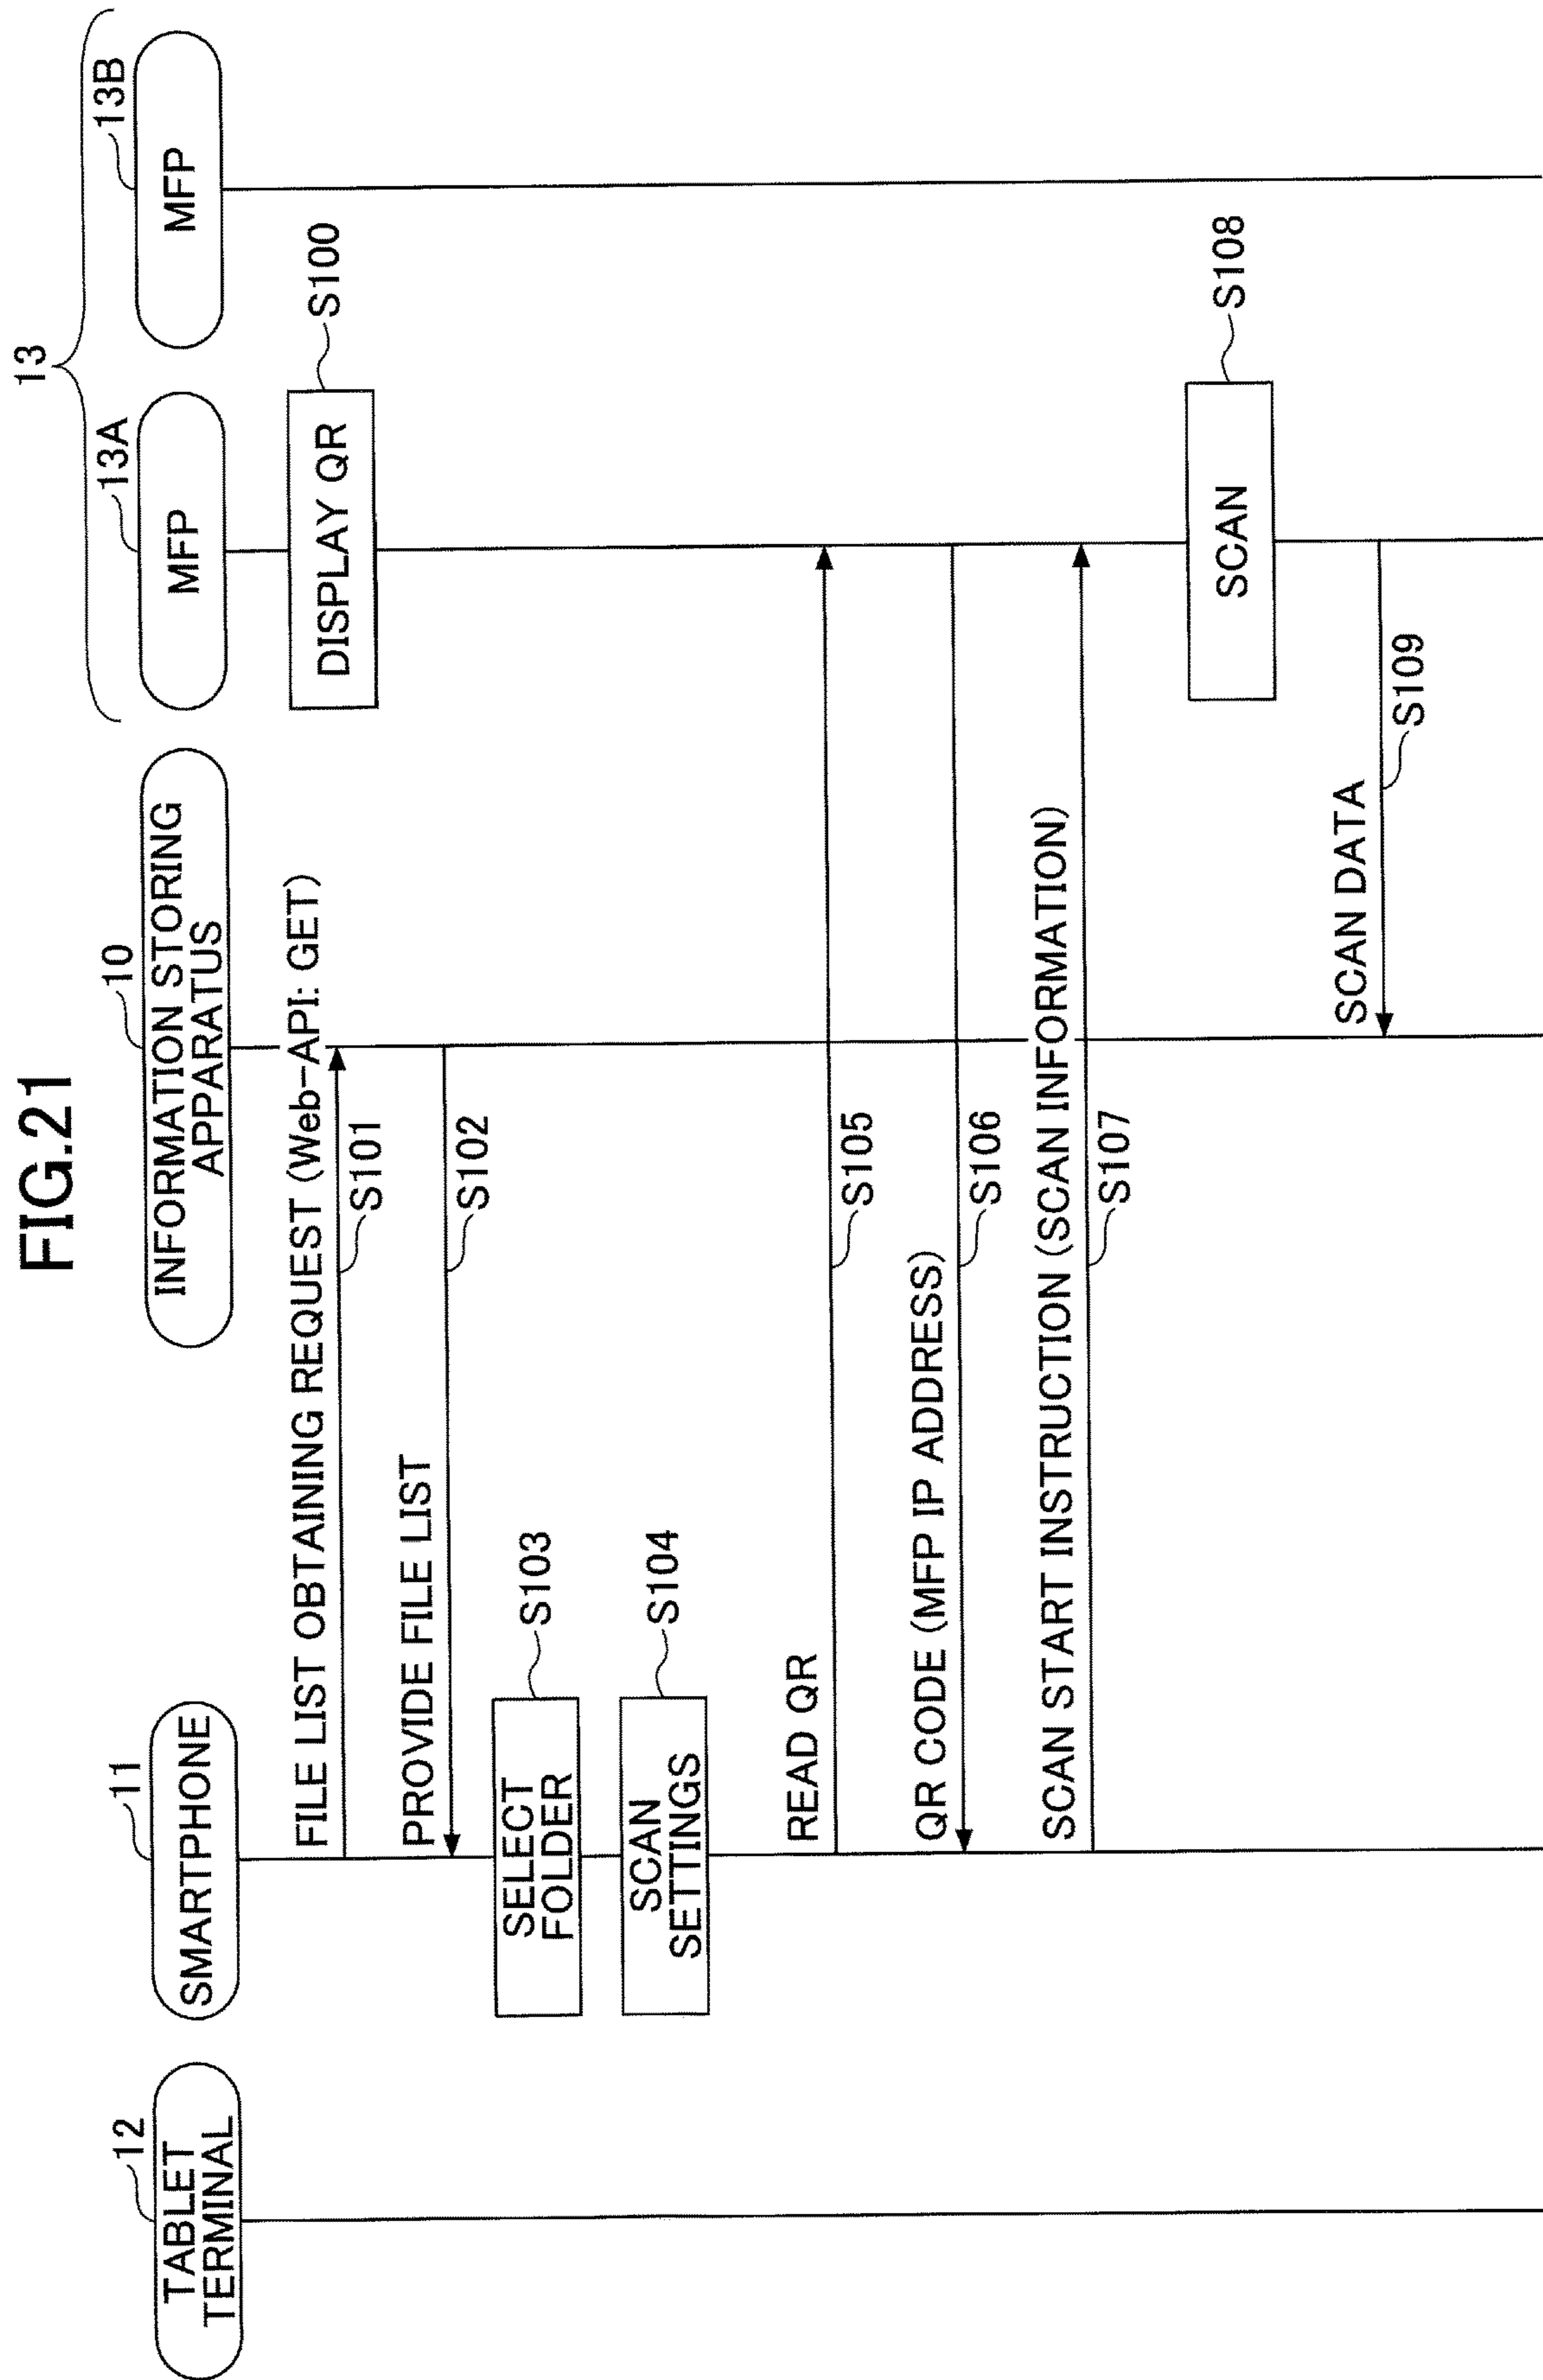 FIG.21
13
12
11
10
13A
13B
TABLET
TERMINAL
SMARTPHONE
INFORMATION STORING
APPARATUS
MFP
MFP
DISPLAY QR
S100
FILE LIST OBTAINING REQUEST (Web-API: GET)
S101
PROVIDE FILE LIST
S102
SELECT
FOLDER
S103
SCAN
SETTINGS
S104
READ QR
S105
QR CODE (MFP IP ADDRESS)
S106
SCAN START INSTRUCTION (SCAN INFORMATION)
S107
SCAN
S108
SCAN DATA
S109